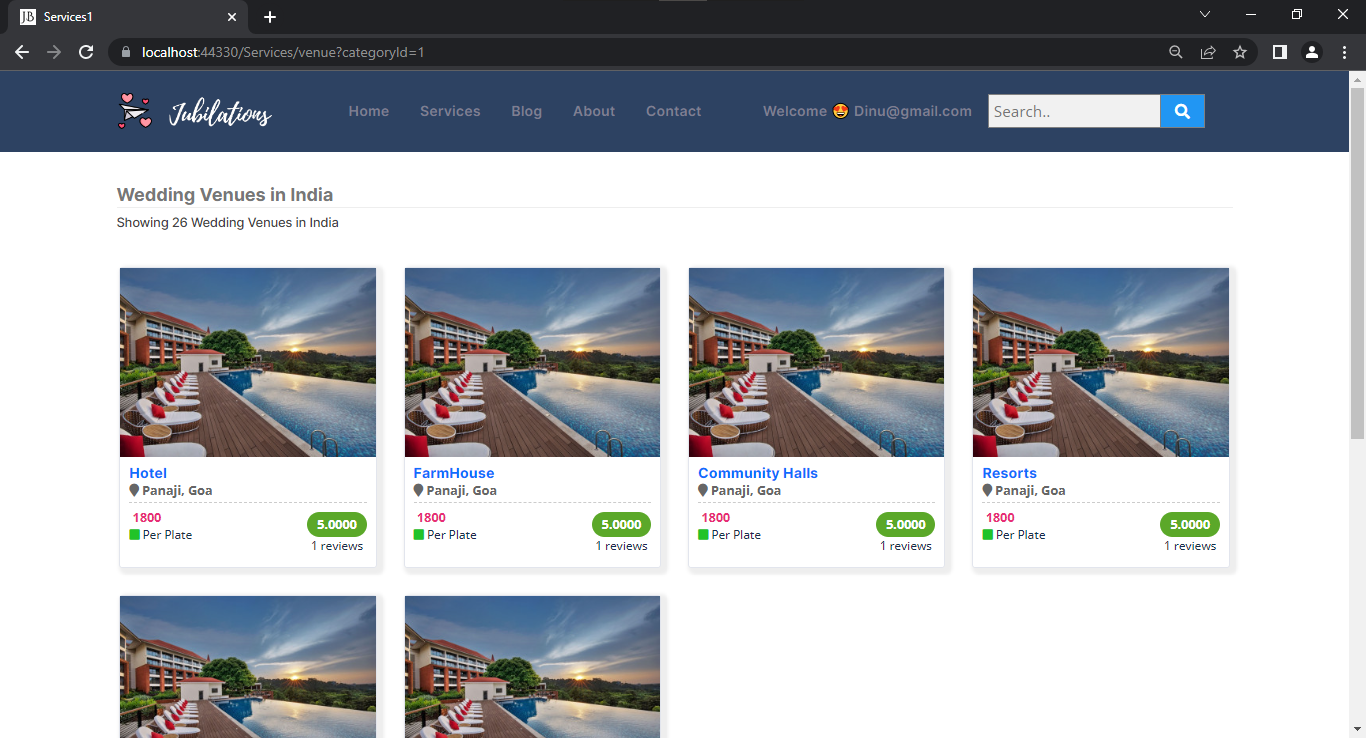 JB Services1
localhost:44330/Services/venue?categoryId=1
Jubilations Home Services Blog About Contact Welcome 😍 Dinu@gmail.com Search..
Wedding Venues in India
Showing 26 Wedding Venues in India
Hotel FarmHouse Community Halls Resorts
Panaji, Goa Panaji, Goa Panaji, Goa Panaji, Goa
1800 5.0000 1800 5.0000 1800 5.0000 1800 5.0000
Per Plate 1 reviews Per Plate 1 reviews Per Plate 1 reviews Per Plate 1 reviews